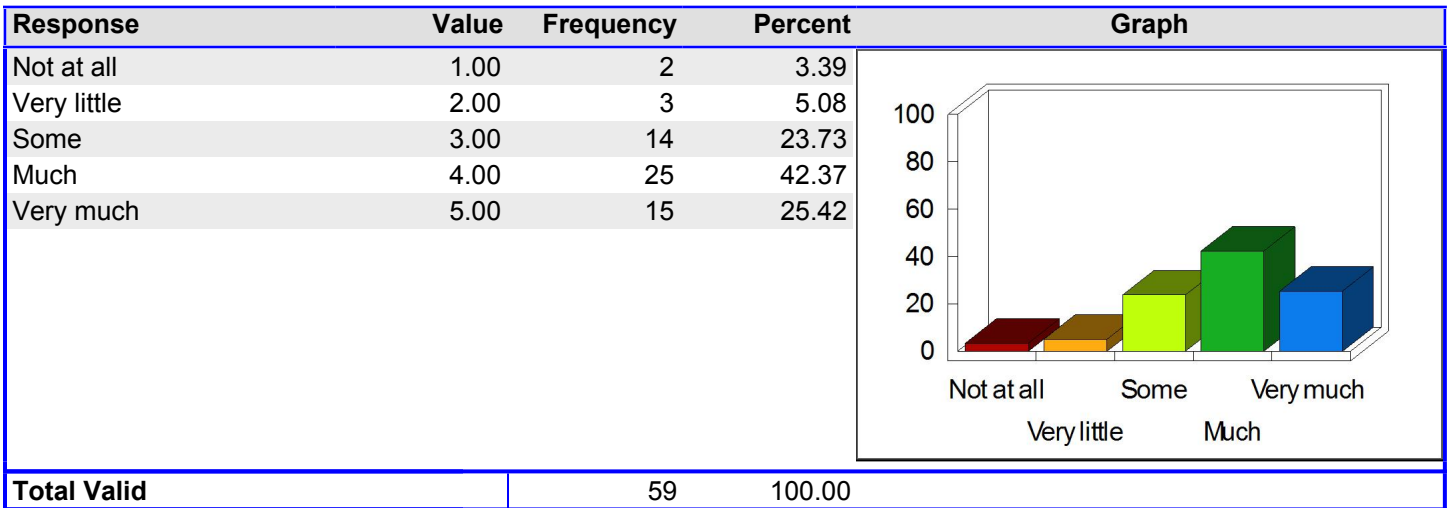 Response Value Frequency Percent Graph
Not at all 1.00 2 3.39
Very little 2.00 3 5.08
Some 3.00 14 23.73
Much 4.00 25 42.37
Very much 5.00 15 25.42
100
80
60
40
20
0
Not at all Some Very much
Very little Much
Total Valid 59 100.00